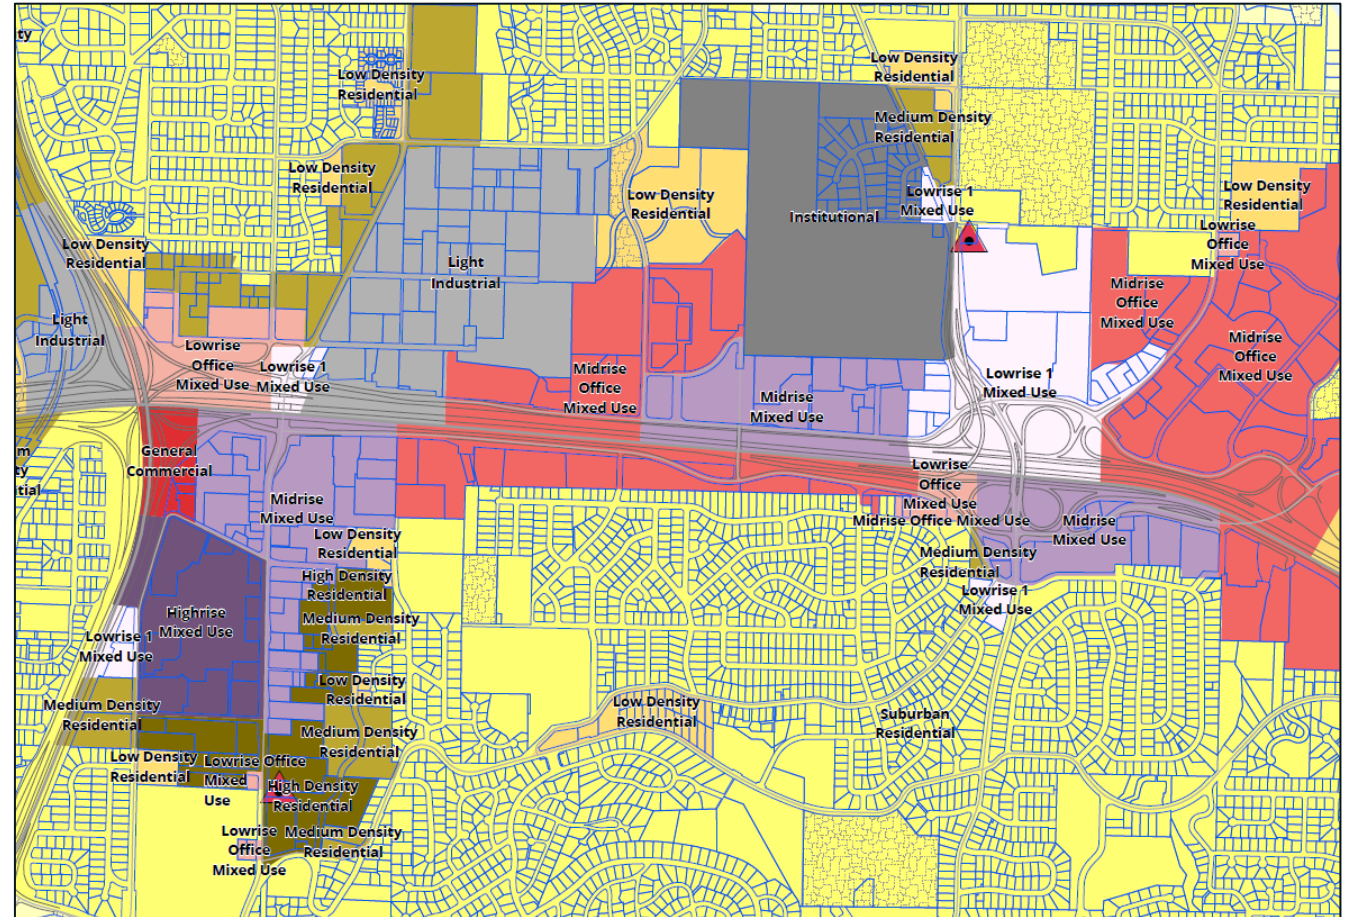 ty
Low Density
Residential
Low Density
Residential
Medium Density
Residential
Low Density
Residential
Low Density
Residential
Lowrise 1
Mixed Use
Low Density
Residential
Institutional
Lowrise
Office
Mixed Use
Low Density
Residential
Light
Industrial
Midrise
Office
Mixed Use
Light
Industrial
Midrise
Office
Mixed Use
Lowrise
Office
Mixed Use
Lowrise 1
Mixed Use
Midrise
Office
Mixed Use
Lowrise 1
Mixed Use
Midrise
Mixed Use
General
Commercial
m
ty
tial
Lowrise
Office
Mixed Use
Midrise
Mixed Use
Midrise Office Mixed Use
Midrise
Mixed Use
Low Density
Residential
Medium Density
Residential
High Density
Residential
Lowrise 1
Mixed Use
Highrise
Mixed Use
Medium Density
Residential
Lowrise 1
Mixed Use
Low Density
Residential
Low Density
Residential
Medium Density
Residential
Suburban
Residential
Medium Density
Residential
Low Density
Residential
Lowrise Office
Mixed
Use
High Density
Residential
Lowrise
Office
Mixed Use
Medium Density
Residential